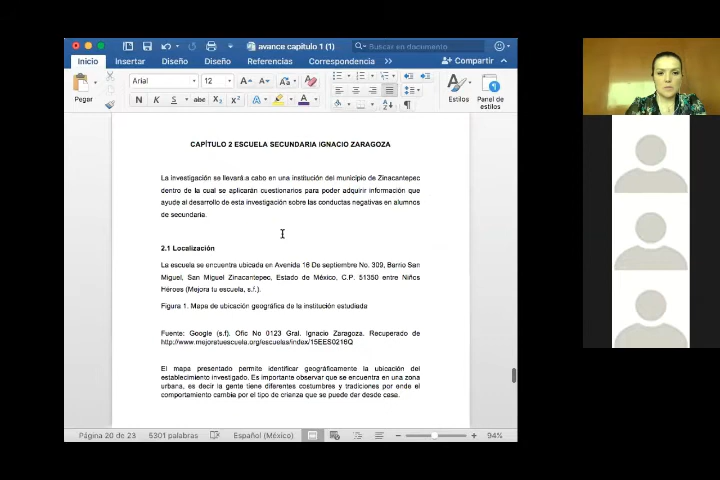 avance capitulo 1 (1)
Buscar en documento
Inicio Insertar Diseño Diseño Referencias Correspondencia Compartir
Pegar Arial 12 Estilos Panel de estilos
N K S abc X₂ X²
CAPÍTULO 2 ESCUELA SECUNDARIA IGNACIO ZARAGOZA
La investigación se llevará a cabo en una institución del municipio de Zinacantepec
dentro de la cual se aplicarán cuestionarios para poder adquirir información que
ayude al desarrollo de esta investigación sobre las conductas negativas en alumnos
de secundaria.
2.1 Localización
La escuela se encuentra ubicada en Avenida 16 De septiembre No. 309, Barrio San
Miguel, San Miguel Zinacantepec, Estado de México, C.P. 51350 entre Niños
Héroes (Mejora tu escuela, s.f.).
Figura 1. Mapa de ubicación geográfica de la institución estudiada
Fuente: Google (s.f). Ofic No 0123 Gral. Ignacio Zaragoza. Recuperado de
http://www.mejoratuescuela.org/escuelas/index/15EES0216Q
El mapa presentado permite identificar geográficamente la ubicación del
establecimiento investigado. Es importante observar que se encuentra en una zona
urbana, es decir la gente tiene diferentes costumbres y tradiciones por ende el
comportamiento cambia por el tipo de crianza que se puede dar desde casa.
Página 20 de 23 5301 palabras Español (México) 94%